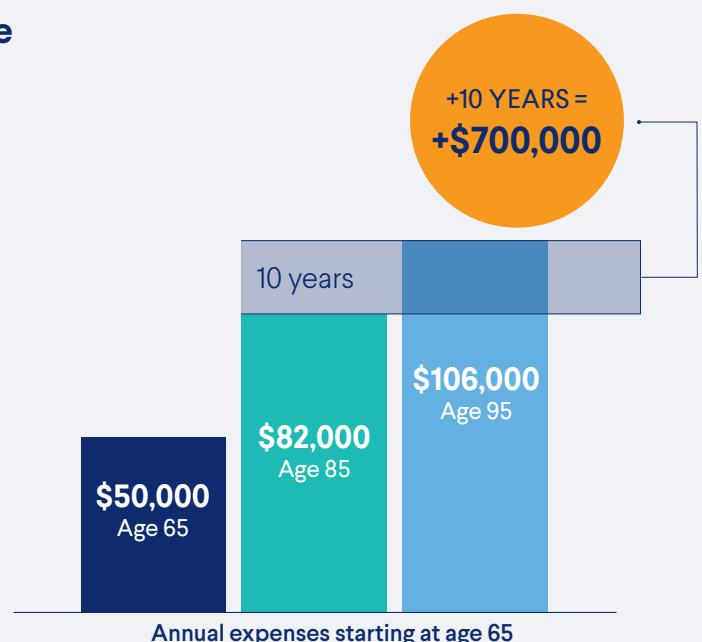 +10 YEARS =
+$700,000
10 years
$106,000
Age 95
$82,000
Age 85
$50,000
Age 65
Annual expenses starting at age 65